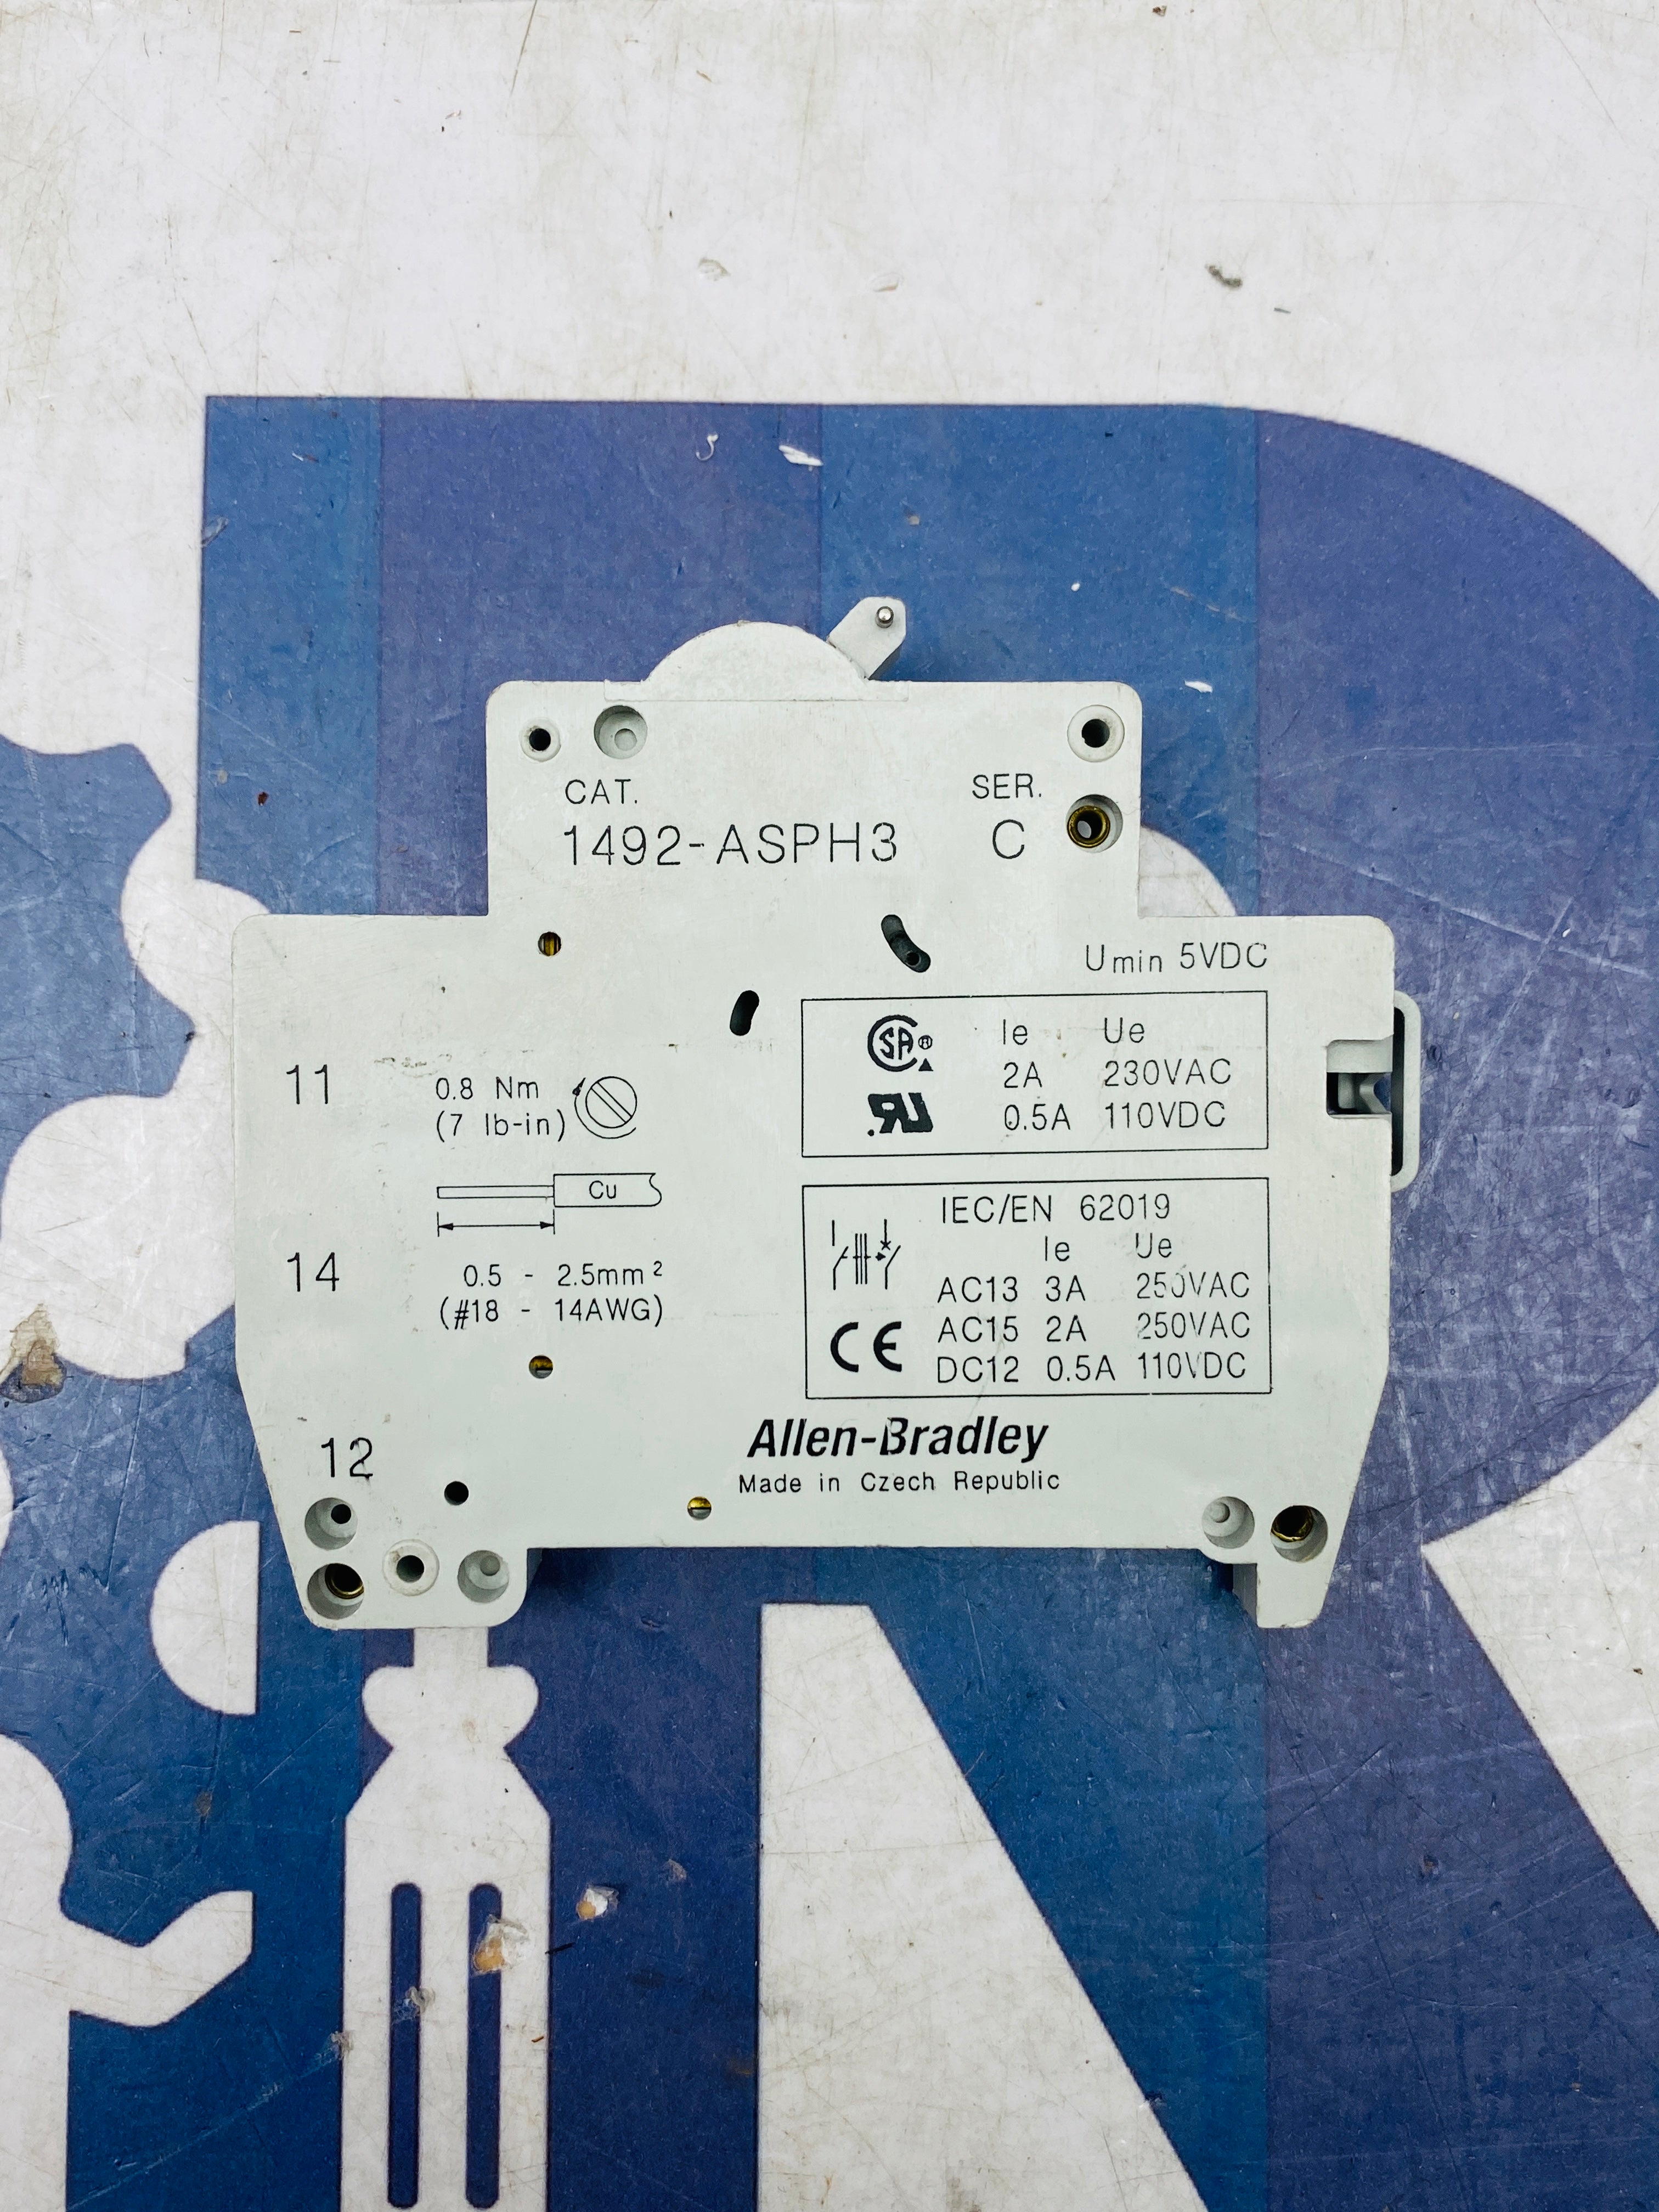 CAT. SER.
1492-ASPH3 C
Umin 5VDC
11
0.8 Nm
(7 lb-in)
Cu
14
0.5 - 2.5mm²
(#18 - 14AWG)
12
SA®
Ie Ue
2A 230VAC
0.5A 110VDC
IEC/EN 62019
Ie Ue
AC13 3A 250VAC
AC15 2A 250VAC
DC12 0.5A 110VDC
CE
Allen-Bradley
Made in Czech Republic